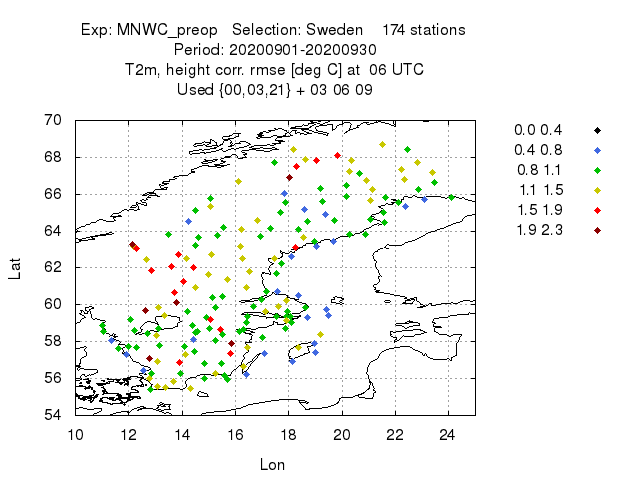 Exp: MNWC_preop Selection: Sweden 174 stations
Period: 20200901-20200930
T2m, height corr. rmse [deg C] at 06 UTC
Used {00,03,21} + 03 06 09
70
68
66
64
62
60
58
56
54
Lat
10 12 14 16 18 20 22 24
Lon
0.0 0.4
0.4 0.8
0.8 1.1
1.1 1.5
1.5 1.9
1.9 2.3